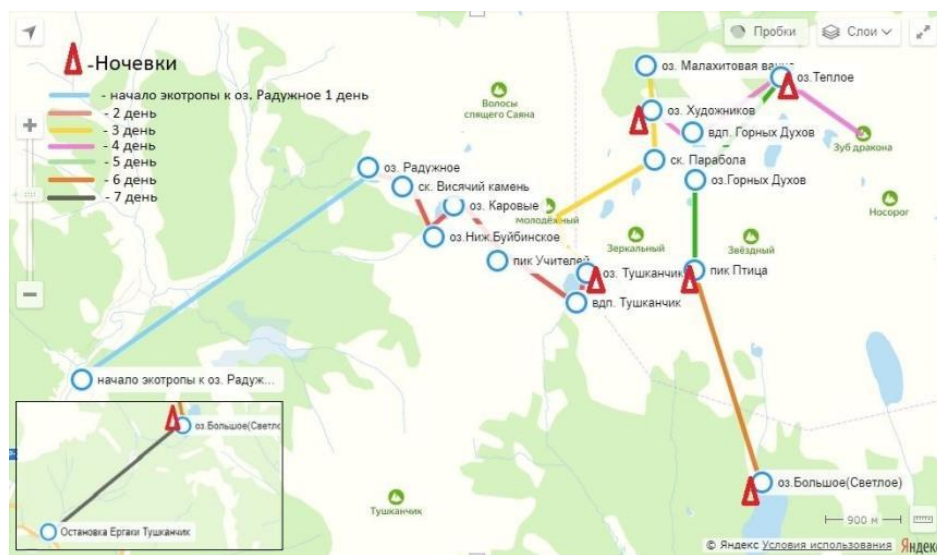 Пробки
Слои
-Ночевки
- начало экотропы к оз. Радужное 1 день
- 2 день
- 3 день
- 4 день
- 5 день
- 6 день
- 7 день
оз. Малахитовая
оз.Теплое
Волосы
спящего Саяна
оз. Художников
вдп. Горных Духов
Зуб дракона
ск. Парабола
оз. Радужное
оз.Горных Духов
ск. Висячий камень
Носорог
оз. Каровые
молодёжный
оз.Ниж.Буйбинское
Зеркальный
Звёздный
пик Учителей
оз. Тушканчик
пик Птица
вдп. Тушканчик
начало экотропы к оз. Радуж...
оз.Большое(Светло
оз.Большое(Светлое)
Тушканчик
900 м
Остановка Ергаки Тушканчик
© Яндекс Условия использования Яндекс